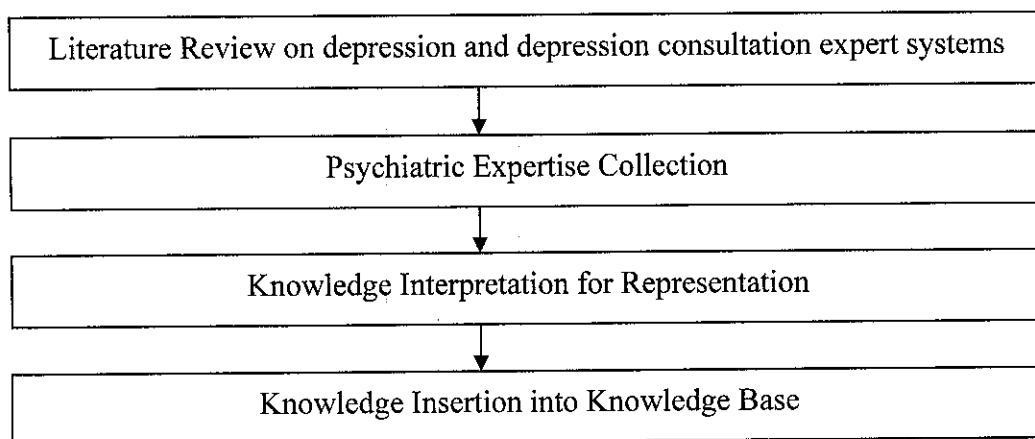 Literature Review on depression and depression consultation expert systems
Psychiatric Expertise Collection
Knowledge Interpretation for Representation
Knowledge Insertion into Knowledge Base